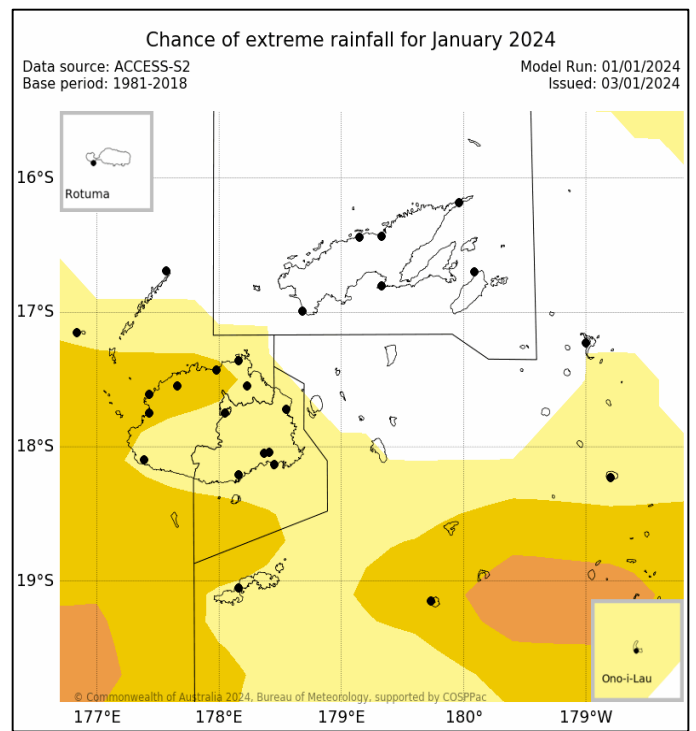 Chance of extreme rainfall for January 2024
Data source: ACCESS-S2
Base period: 1981-2018
Model Run: 01/01/2024
Issued: 03/01/2024
Rotuma
16°S
17°S
18°S
19°S
Ono-i-Lau
© Commonwealth of Australia 2024, Bureau of Meteorology, supported by COSPPac
177°E
178°E
179°E
180°
179°W